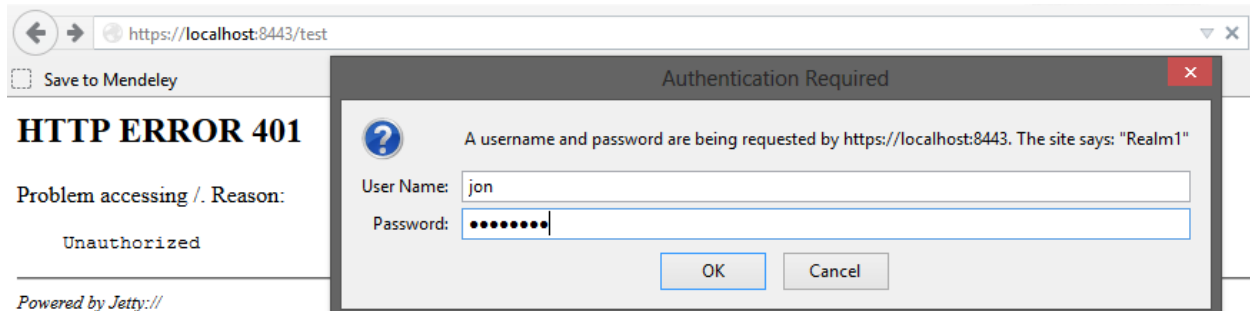 https://localhost:8443/test
Save to Mendeley
Authentication Required
HTTP ERROR 401
A username and password are being requested by https://localhost:8443. The site says: "Realm1"
Problem accessing /. Reason:
User Name: jon
Password: ●●●●●●●●
Unauthorized
OK Cancel
Powered by Jetty://